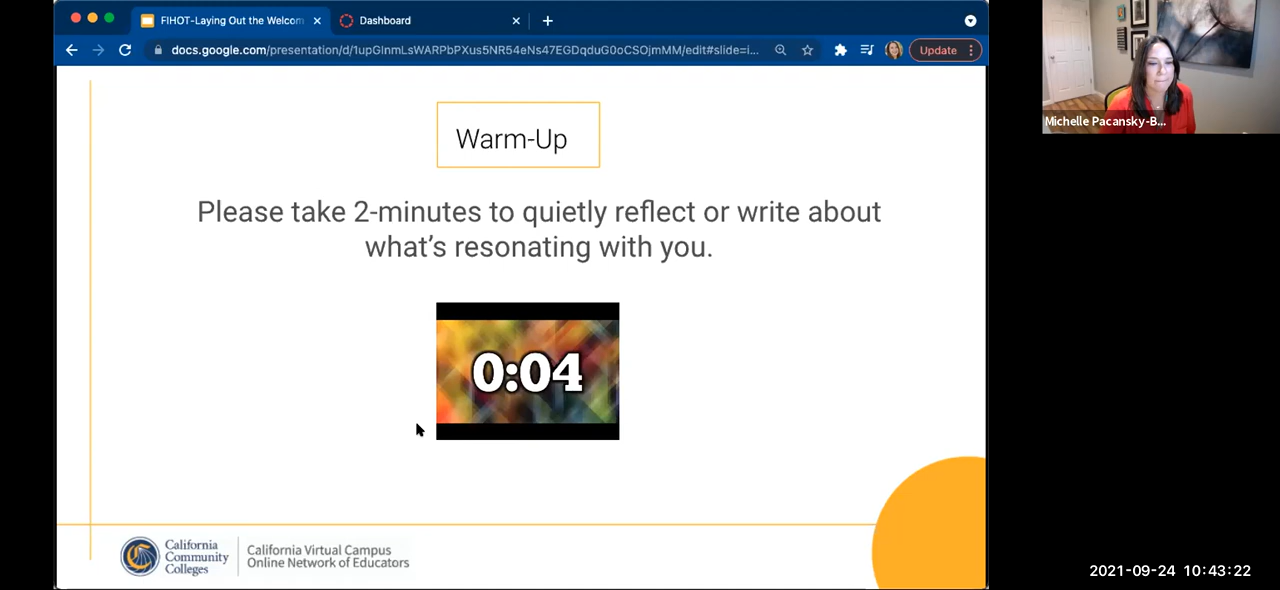 FIHOT-Laying Out the Welcom
Dashboard
docs.google.com/presentation/d/1upGInmLsWARPbPXus5NR54eNs47EGDqduG0oCSOjmMM/edit#slide=i...
Update
Michelle Pacansky-B...
Warm-Up
Please take 2-minutes to quietly reflect or write about
what's resonating with you.
0:04
California
Community
Colleges
California Virtual Campus
Online Network of Educators
2021-09-24 10:43:22